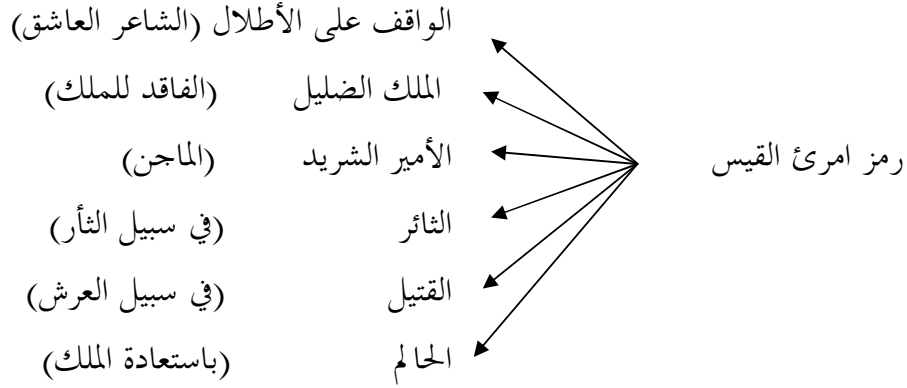 الواقف على الأطلال (الشاعر العاشق)
الملك الضليل (الفاقد للملك)
رمز امرئ القيس الأمير الشريد (الماجن)
الثائر (في سبيل الثأر)
القتيل (في سبيل العرش)
الحالم (باستعادة الملك)